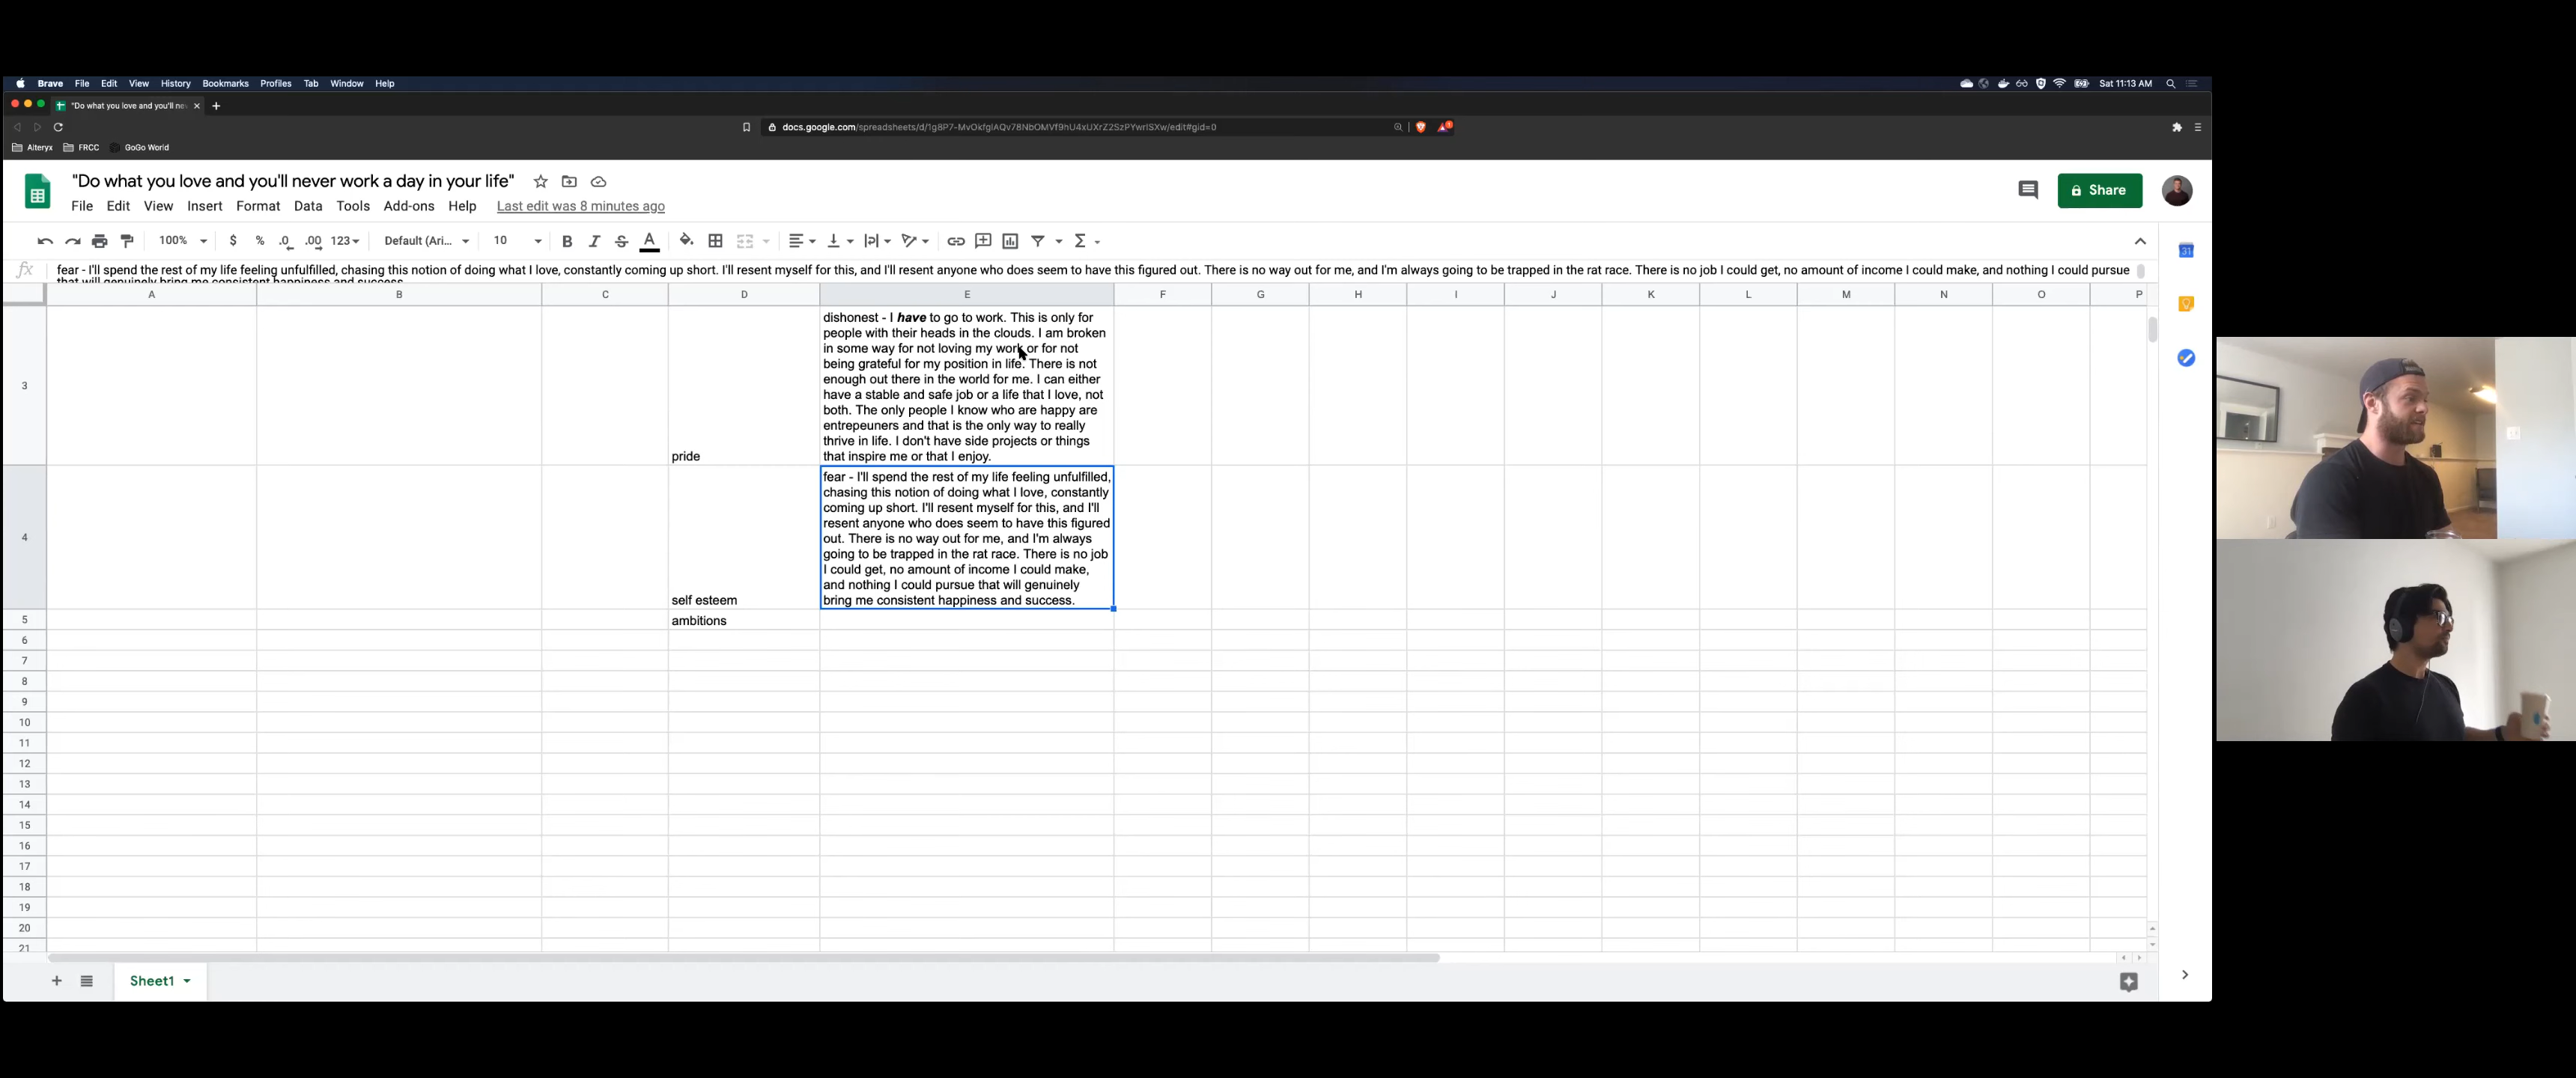 Brave File Edit View History Bookmarks Profiles Tab Window Help
Sat 11:13 AM
"Do what you love and you'll nev
docs.google.com/spreadsheets/d/
Alteryx FRCC GoGo World
"Do what you love and you'll never work a day in your life"
Share
File Edit View Insert Format Data Tools Add-ons Help Last edit was 8 minutes ago
100% $ % .0 .00 123 Default (Ari... 10 B I S A
fx fear - I'll spend the rest of my life feeling unfulfilled, chasing this notion of doing what I love, constantly coming up short. I'll resent myself for this, and I'll resent anyone who does seem to have this figured out. There is no way out for me, and I'm always going to be trapped in the rat race. There is no job I could get, no amount of income I could make, and nothing I could pursue
that will genuinely bring me consistent happiness and success.
A B C D E F G H I J K L M N O P
dishonest - I have to go to work. This is only for
people with their heads in the clouds. I am broken
in some way for not loving my work or for not
being grateful for my position in life. There is not
enough out there in the world for me. I can either
have a stable and safe job or a life that I love, not
both. The only people I know who are happy are
entrepeuners and that is the only way to really
thrive in life. I don't have side projects or things
that inspire me or that I enjoy.
3
pride
fear - I'll spend the rest of my life feeling unfulfilled,
chasing this notion of doing what I love, constantly
coming up short. I'll resent myself for this, and I'll
resent anyone who does seem to have this figured
out. There is no way out for me, and I'm always
going to be trapped in the rat race. There is no job
I could get, no amount of income I could make,
and nothing I could pursue that will genuinely
bring me consistent happiness and success.
4
self esteem
5 ambitions
6
7
8
9
10
11
12
13
14
15
16
17
18
19
20
21
Sheet1
31